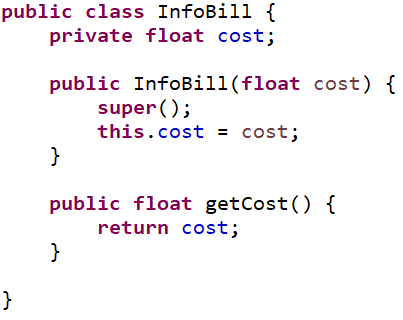 public class InfoBill {
    private float cost;

    public InfoBill(float cost) {
        super();
        this.cost = cost;
    }

    public float getCost() {
        return cost;
    }

}